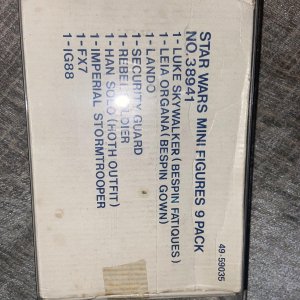 STAR WARS MINI FIGURES 9 PACK
NO. 38941
1-LUKE SKYWALKER (BESPIN FATIQUES)
1-LEIA ORGANA (BESPIN GOWN)
1-LANDO
1-SECURITY GUARD
1-REBEL SOLDIER
1-HAN SOLO (HOTH OUTFIT)
1-IMPERIAL STORMTROOPER
1-FX7
1-IG88
49-59035